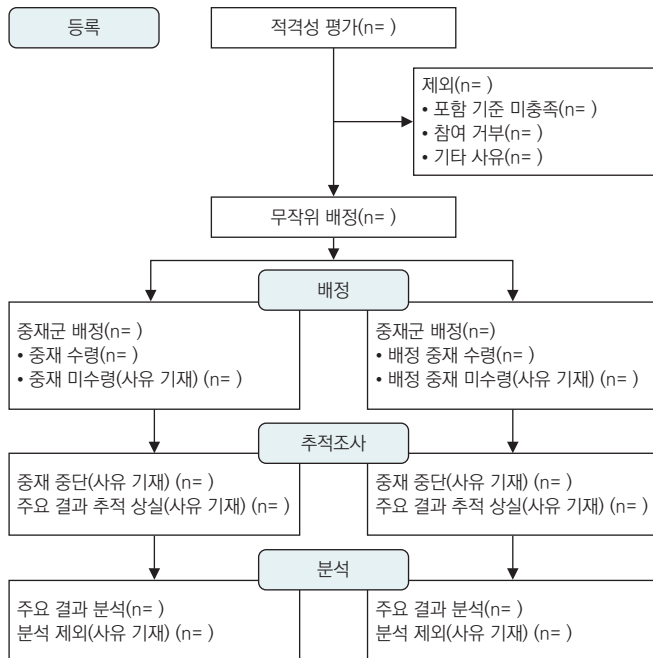 등록
적격성 평가(n= )
제외(n= )
• 포함 기준 미충족(n= )
• 참여 거부(n= )
• 기타 사유(n= )
무작위 배정(n= )
배정
중재군 배정(n= )
• 중재 수령(n= )
• 중재 미수령(사유 기재) (n= )
중재군 배정(n=)
• 배정 중재 수령(n= )
• 배정 중재 미수령(사유 기재) (n= )
추적조사
중재 중단(사유 기재) (n= )
주요 결과 추적 상실(사유 기재) (n= )
중재 중단(사유 기재) (n= )
주요 결과 추적 상실(사유 기재) (n= )
분석
주요 결과 분석(n= )
분석 제외(사유 기재) (n= )
주요 결과 분석(n= )
분석 제외(사유 기재) (n= )